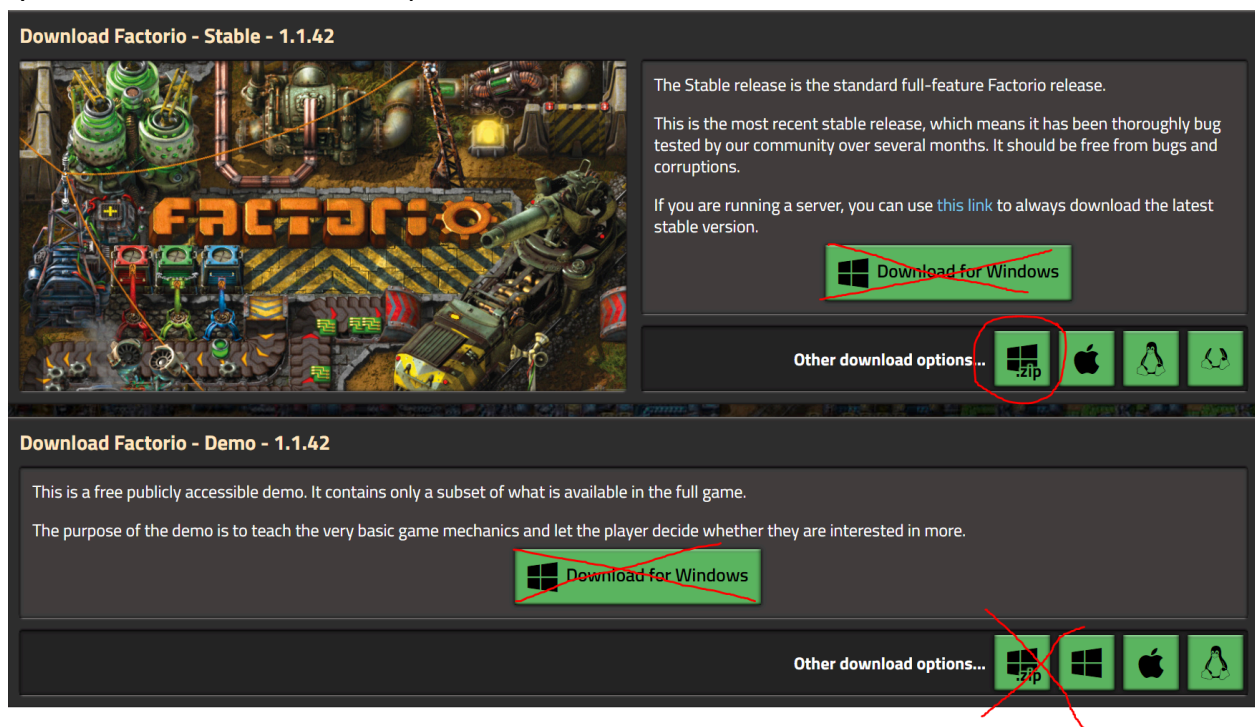 Download Factorio - Stable - 1.1.42
FACTORIO
The Stable release is the standard full-feature Factorio release.
This is the most recent stable release, which means it has been thoroughly bug
tested by our community over several months. It should be free from bugs and
corruptions.
If you are running a server, you can use this link to always download the latest
stable version.
Download for Windows
Other download options...
.zip
Download Factorio - Demo - 1.1.42
This is a free publicly accessible demo. It contains only a subset of what is available in the full game.
The purpose of the demo is to teach the very basic game mechanics and let the player decide whether they are interested in more.
Download for Windows
Other download options...
.zip